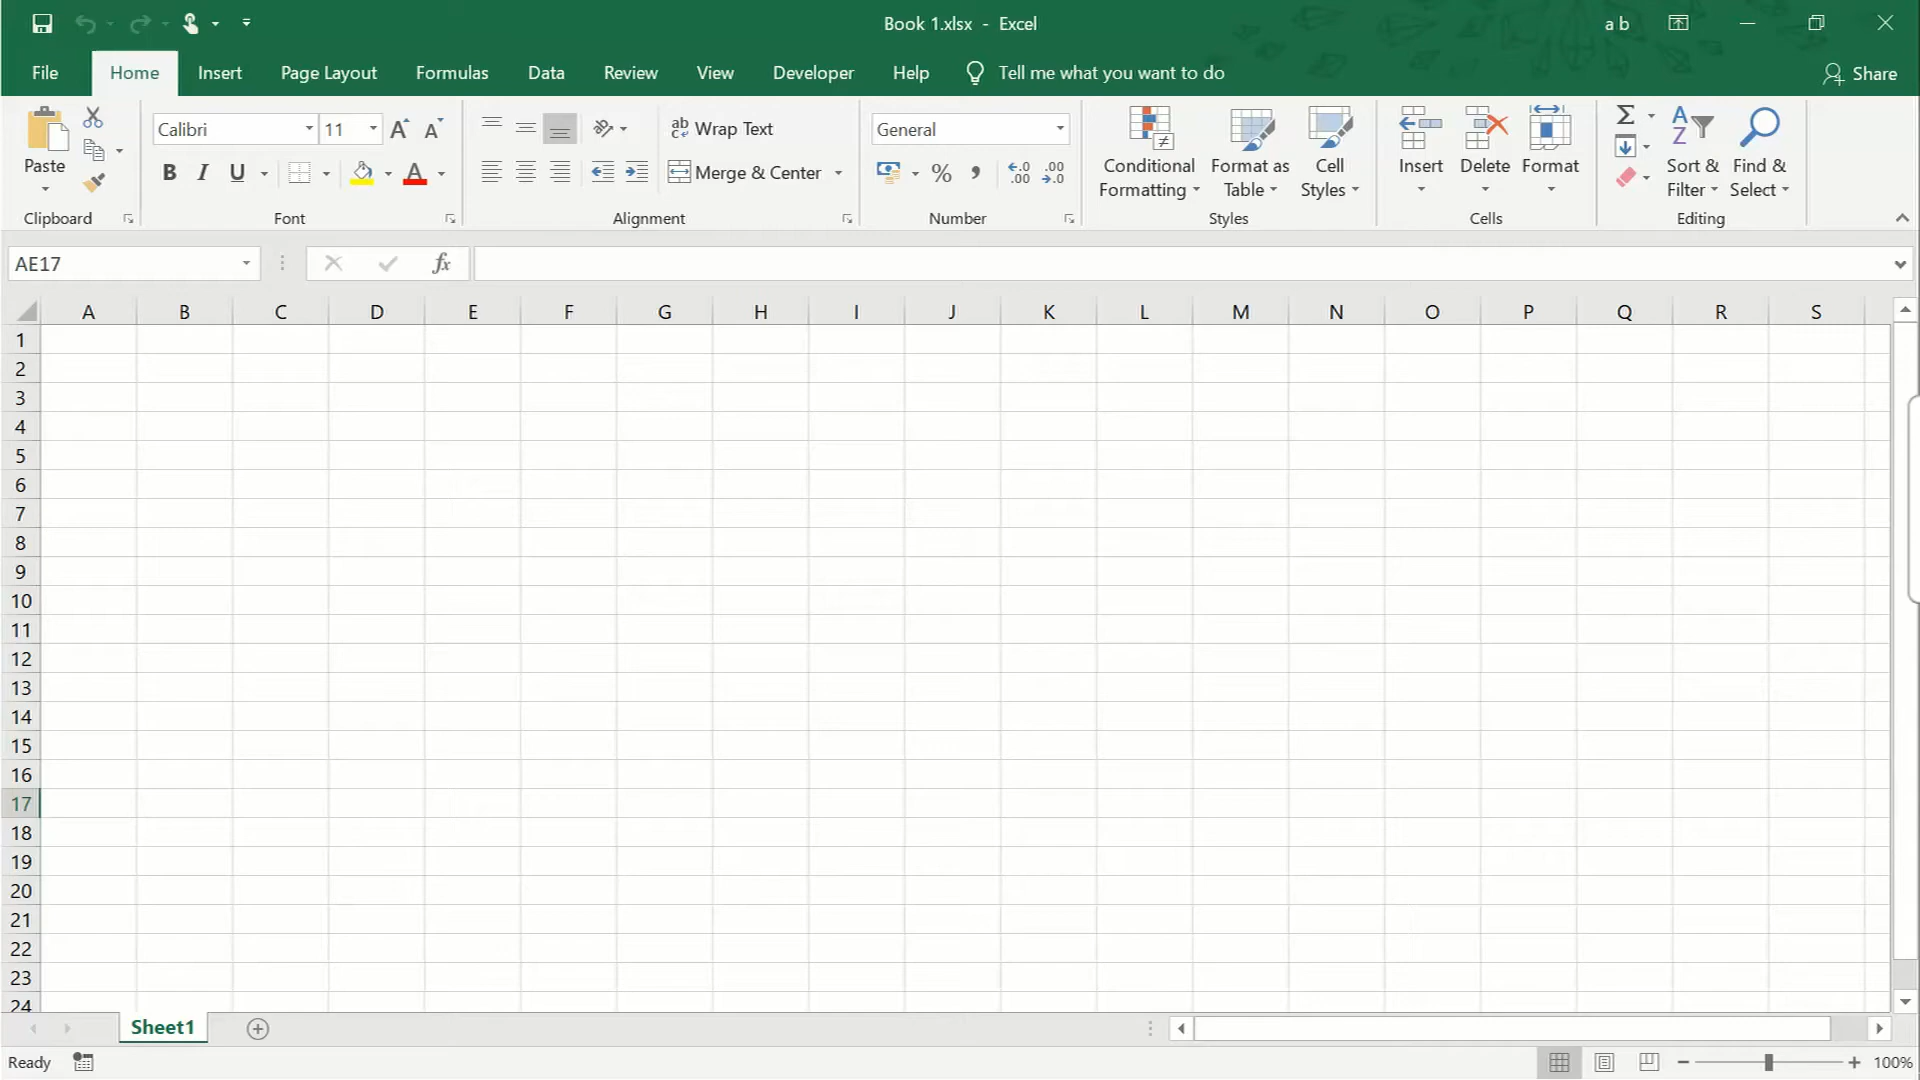 Book 1.xlsx - Excel
a b
File Home Insert Page Layout Formulas Data Review View Developer Help Tell me what you want to do Share
Paste
Clipboard
Calibri 11
B I U
Font
Wrap Text
Merge & Center
Alignment
General
Number
Conditional Formatting
Format as Table
Cell Styles
Styles
Insert Delete Format
Cells
Sort & Filter
Find & Select
Editing
AE17 fx
A B C D E F G H I J K L M N O P Q R S
1
2
3
4
5
6
7
8
9
10
11
12
13
14
15
16
17
18
19
20
21
22
23
24
Sheet1
Ready 100%